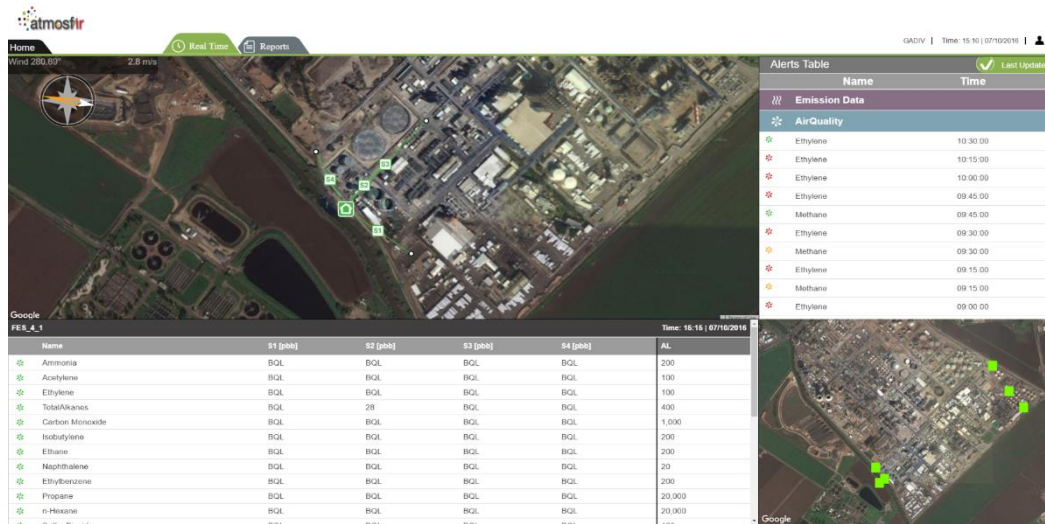 atmosfir
Home
Real Time
Reports
GADIV | Time: 15:10 | 07/10/2016 |
Wind 280.69° 2.8 m/s
S3
S4
S2
S1
Google
Alerts Table Last Update
Name Time
Emission Data
AirQuality
Ethylene 10:30:00
Ethylene 10:15:00
Ethylene 10:00:00
Ethylene 09:45:00
Methane 09:45:00
Ethylene 09:30:00
Methane 09:30:00
Ethylene 09:15:00
Methane 09:15:00
Ethylene 09:00:00
FES_4_1 Time: 15:15 | 07/10/2016
Name S1 [pbb] S2 [pbb] S3 [pbb] S4 [pbb] AL
Ammonia BQL BQL BQL BQL 200
Acetylene BQL BQL BQL BQL 100
Ethylene BQL BQL BQL BQL 100
TotalAlkanes BQL 28 BQL BQL 400
Carbon Monoxide BQL BQL BQL BQL 1,000
Isobutylene BQL BQL BQL BQL 200
Ethane BQL BQL BQL BQL 200
Naphthalene BQL BQL BQL BQL 20
Ethylbenzene BQL BQL BQL BQL 200
Propane BQL BQL BQL BQL 20,000
n-Hexane BQL BQL BQL BQL 20,000
Google